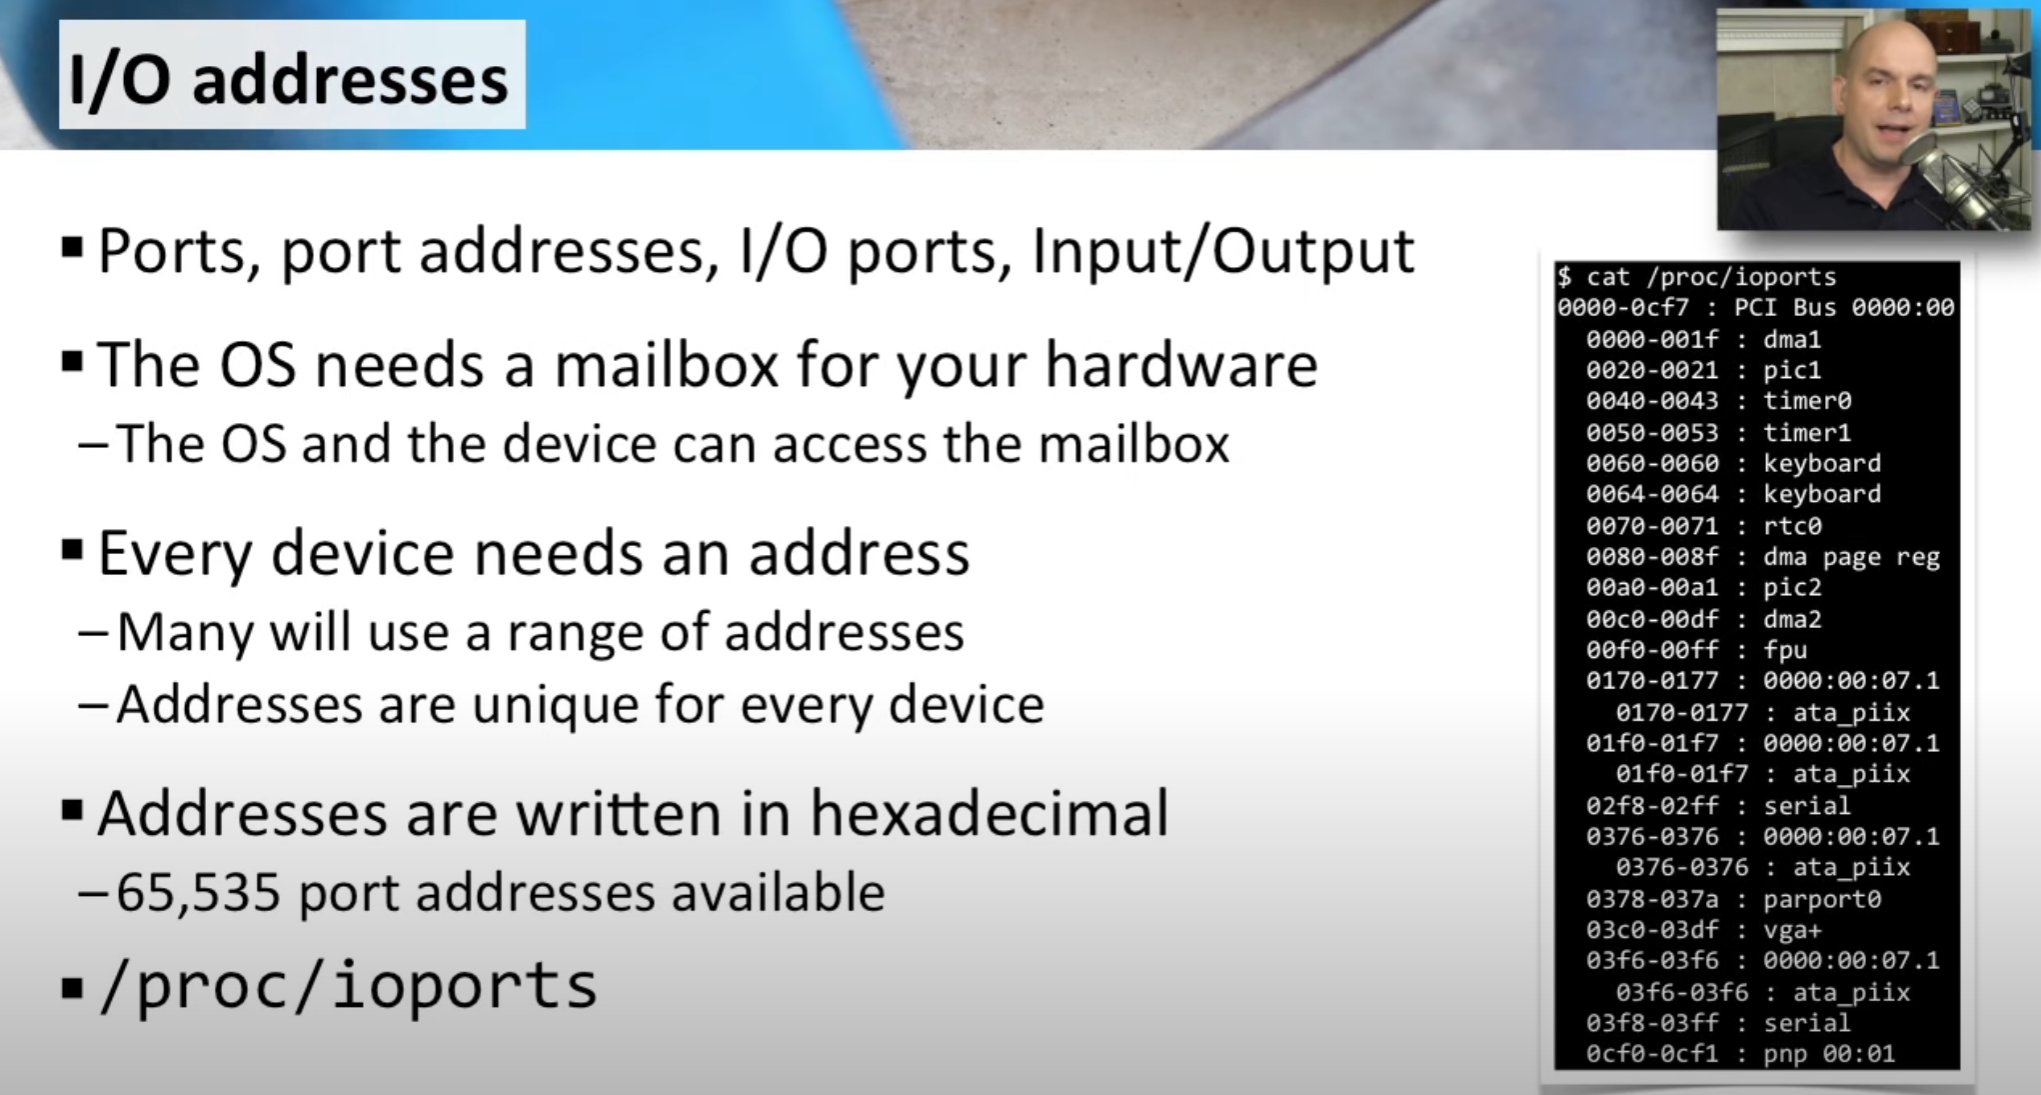 I/O addresses
▪ Ports, port addresses, I/O ports, Input/Output
▪ The OS needs a mailbox for your hardware
– The OS and the device can access the mailbox
▪ Every device needs an address
– Many will use a range of addresses
– Addresses are unique for every device
▪ Addresses are written in hexadecimal
– 65,535 port addresses available
▪ /proc/ioports
$ cat /proc/ioports
0000-0cf7 : PCI Bus 0000:00
0000-001f : dma1
0020-0021 : pic1
0040-0043 : timer0
0050-0053 : timer1
0060-0060 : keyboard
0064-0064 : keyboard
0070-0071 : rtc0
0080-008f : dma page reg
00a0-00a1 : pic2
00c0-00df : dma2
00f0-00ff : fpu
0170-0177 : 0000:00:07.1
0170-0177 : ata_piix
01f0-01f7 : 0000:00:07.1
01f0-01f7 : ata_piix
02f8-02ff : serial
0376-0376 : 0000:00:07.1
0376-0376 : ata_piix
0378-037a : parport0
03c0-03df : vga+
03f6-03f6 : 0000:00:07.1
03f6-03f6 : ata_piix
03f8-03ff : serial
0cf0-0cf1 : pnp 00:01